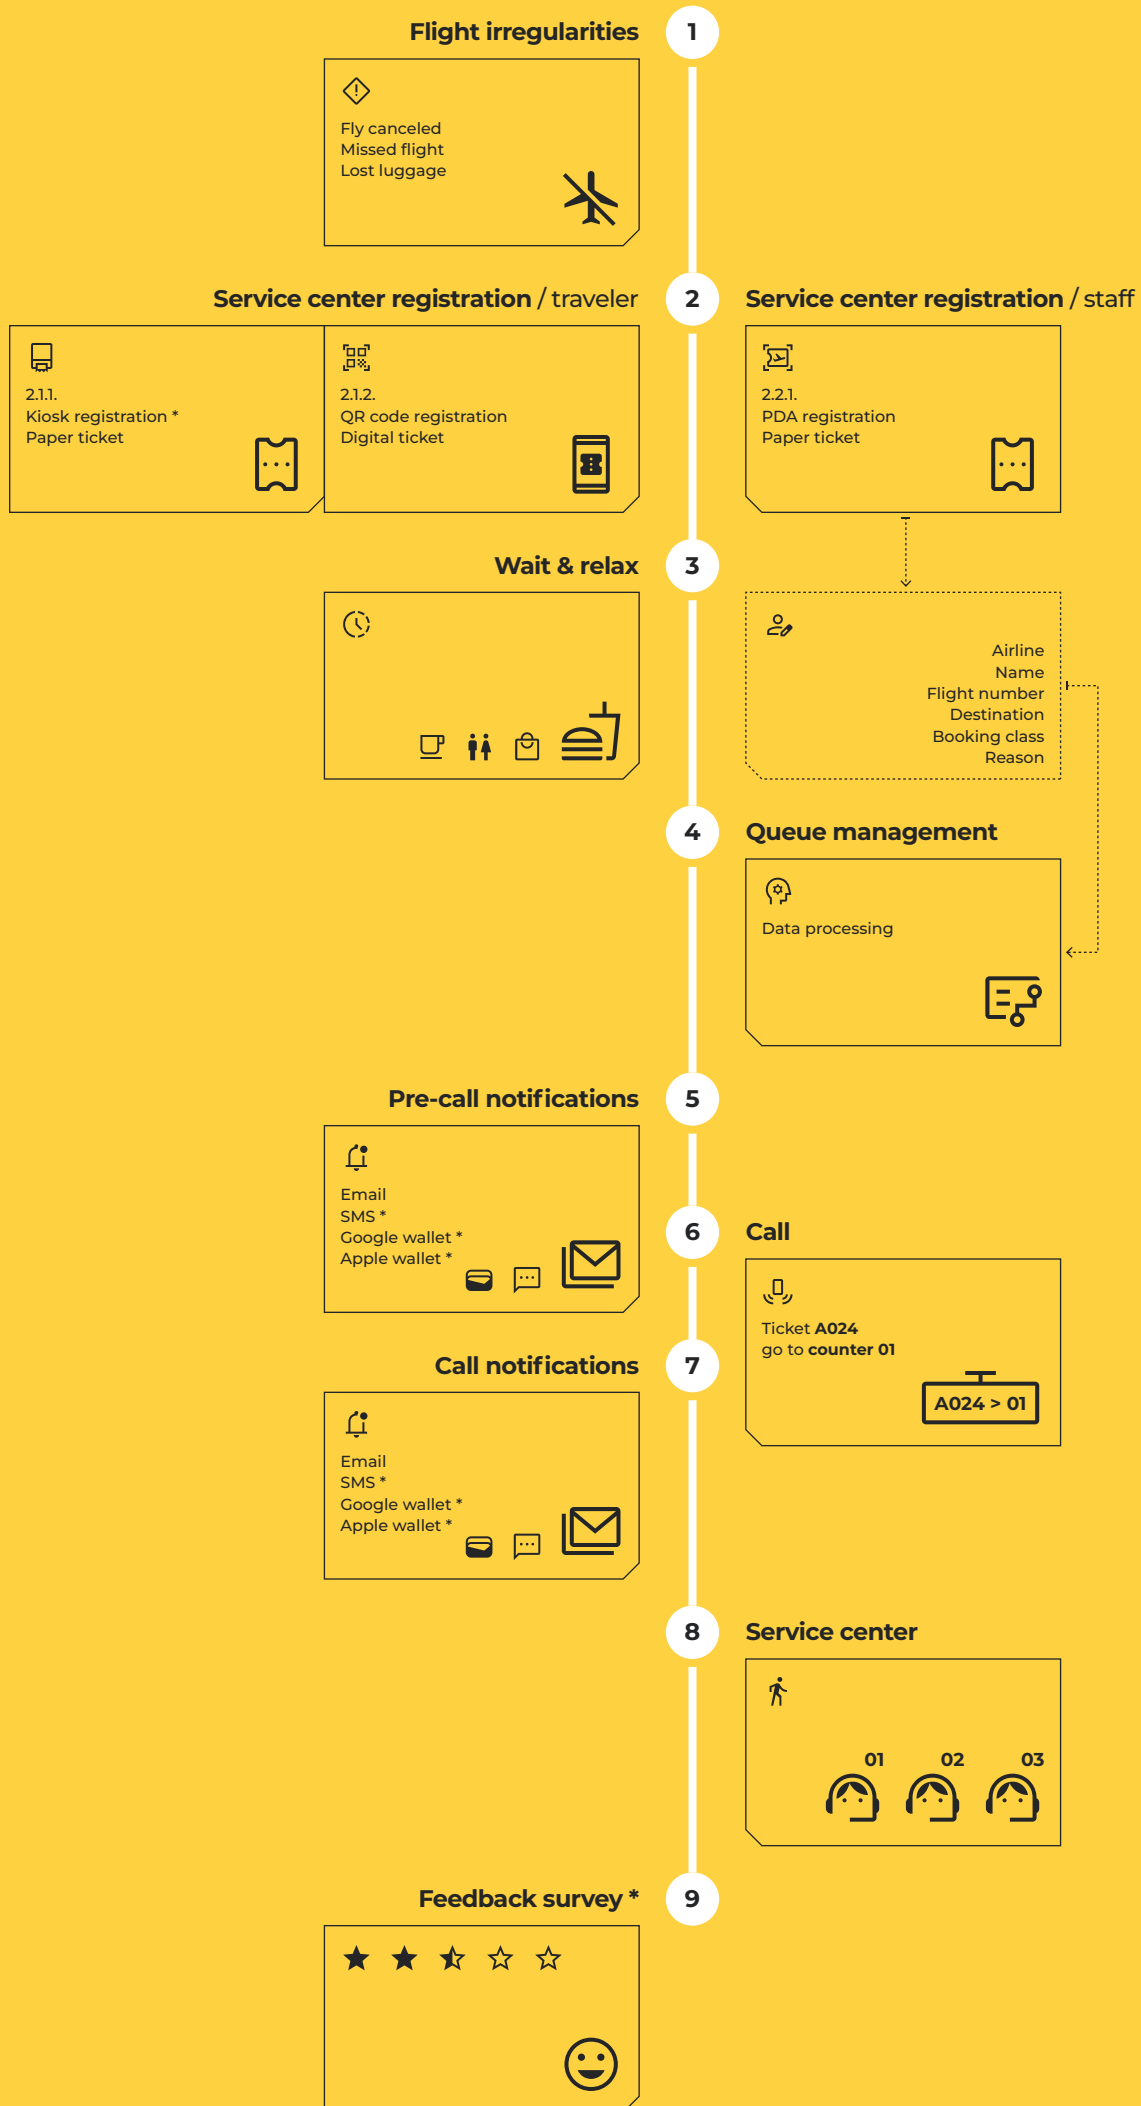 Flight irregularities
1
Fly canceled
Missed flight
Lost luggage
Service center registration / traveler
2
Service center registration / staff
2.1.1.
Kiosk registration *
Paper ticket
2.1.2.
QR code registration
Digital ticket
2.2.1.
PDA registration
Paper ticket
Wait & relax
3
Airline
Name
Flight number
Destination
Booking class
Reason
4
Queue management
Data processing
Pre-call notifications
5
Email
SMS *
Google wallet *
Apple wallet *
6
Call
Ticket A024
go to counter 01
A024 > 01
Call notifications
7
Email
SMS *
Google wallet *
Apple wallet *
8
Service center
01
02
03
Feedback survey *
9